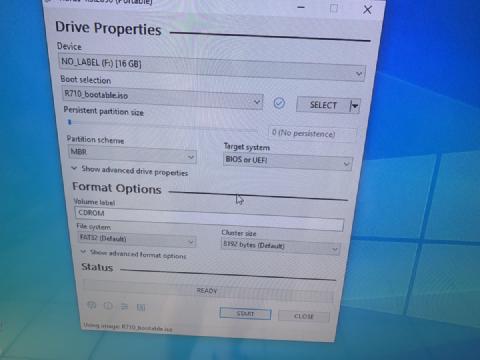 (Portable)
Drive Properties
Device
NO_LABEL (F:) [16 GB]
Boot selection
R710_bootable.iso
SELECT
Persistent partition size
0 (No persistence)
Partition scheme
Target system
MBR
BIOS or UEFI
Show advanced drive properties
Format Options
Volume label
CDROM
File system
Cluster size
FAT32 (Default)
8192 bytes (Default)
Show advanced format options
Status
READY
START
CLOSE
Using image: R710_bootable.iso